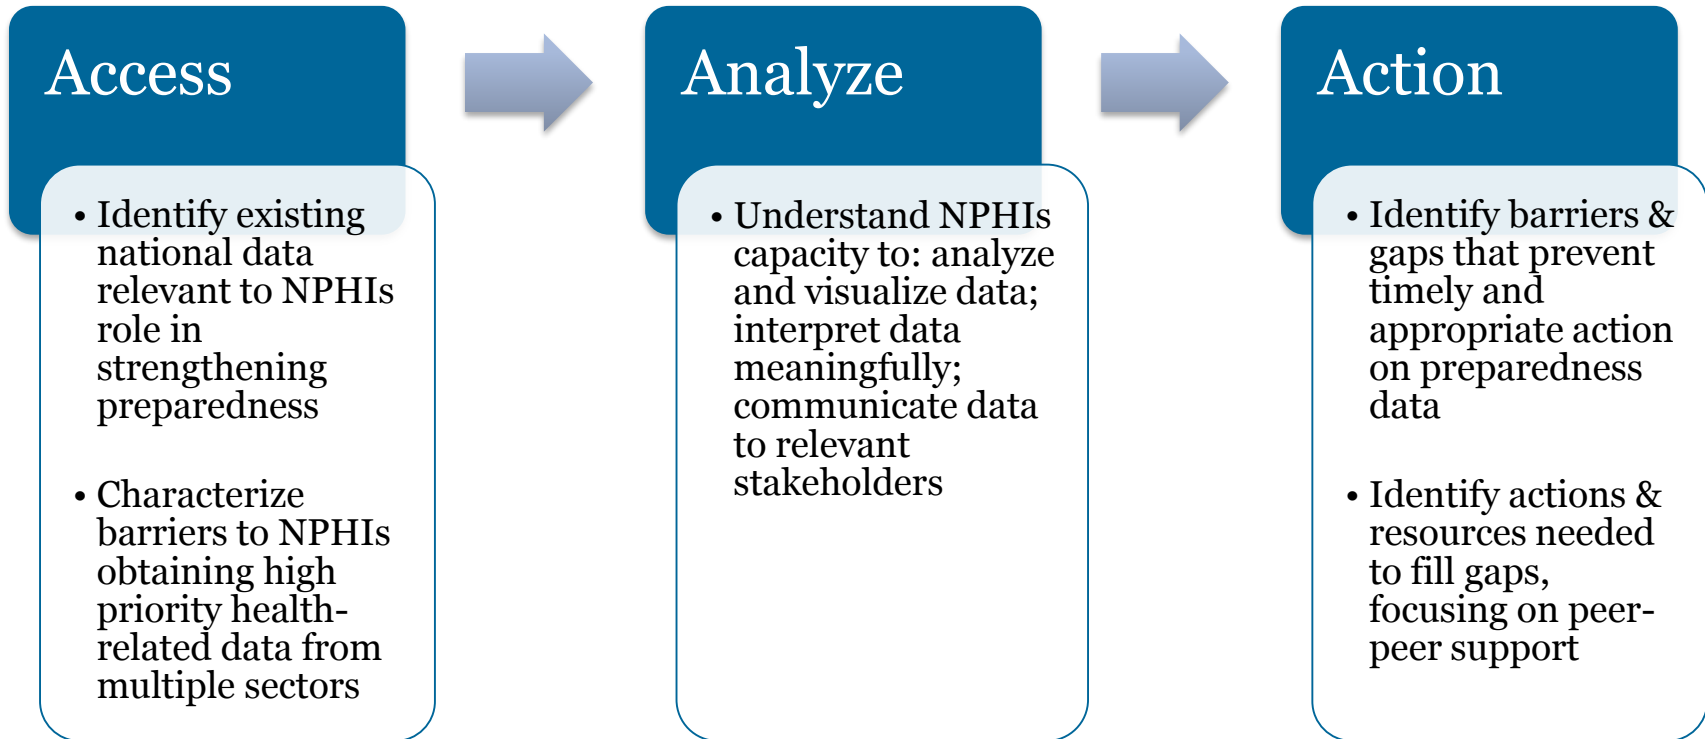 Access
• Identify existing
national data
relevant to NPHIs
role in
strengthening
preparedness
• Characterize
barriers to NPHIs
obtaining high
priority health-
related data from
multiple sectors
Analyze
• Understand NPHIs
capacity to: analyze
and visualize data;
interpret data
meaningfully;
communicate data
to relevant
stakeholders
Action
• Identify barriers &
gaps that prevent
timely and
appropriate action
on preparedness
data
• Identify actions &
resources needed
to fill gaps,
focusing on peer-
peer support